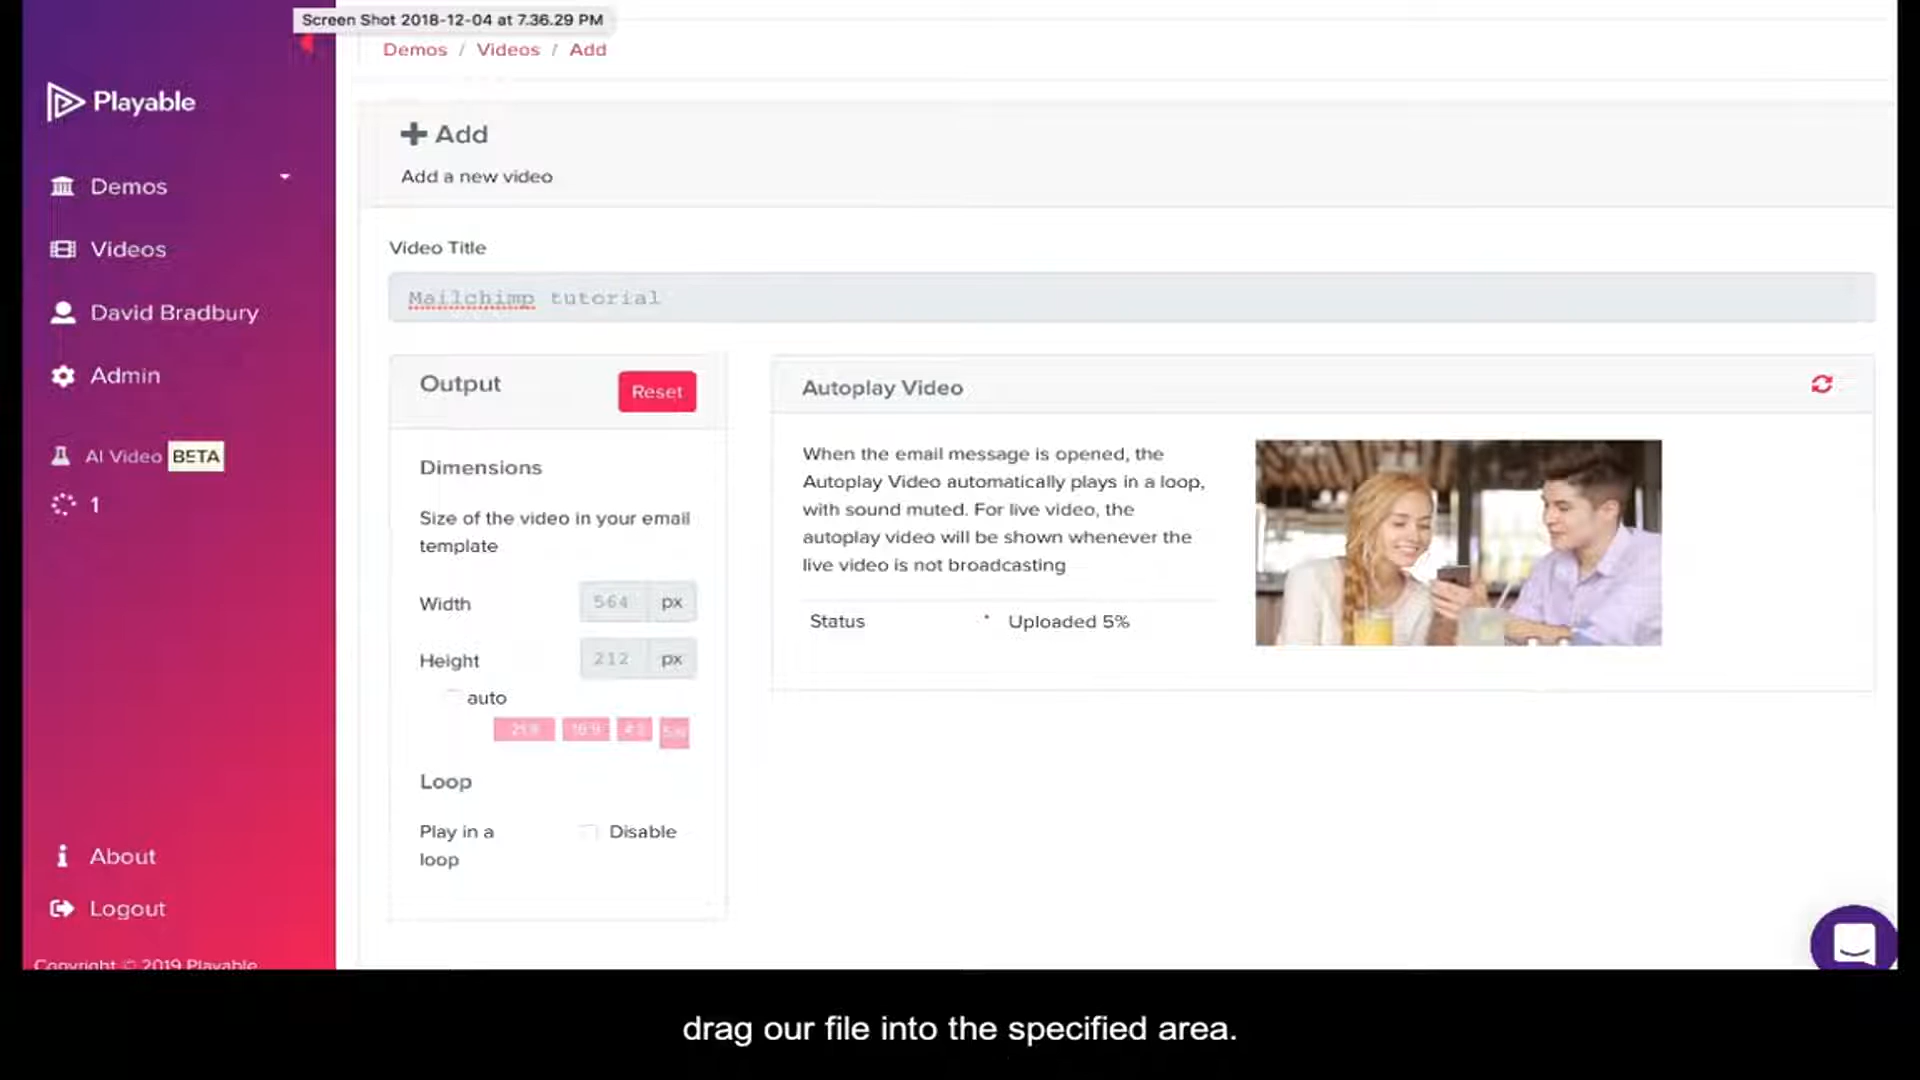 Screen Shot 2018-12-04 at 7.36.29 PM
Demos / Videos / Add
Playable
Demos
Videos
David Bradbury
Admin
AI Video BETA
1
About
Logout
Copyright © 2019 Playable
Add
Add a new video
Video Title
Mailchimp tutorial
Output
Reset
Dimensions
Size of the video in your email
template
Width
564 px
Height
212 px
auto
16:9
Loop
Play in a
loop
Disable
Autoplay Video
When the email message is opened, the
Autoplay Video automatically plays in a loop,
with sound muted. For live video, the
autoplay video will be shown whenever the
live video is not broadcasting
Status
Uploaded 5%
drag our file into the specified area.